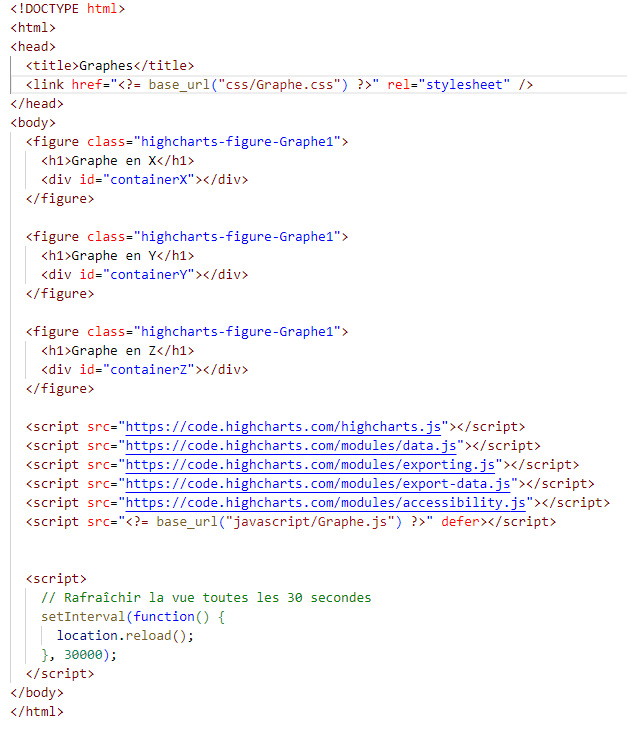 <!DOCTYPE html>
<html>
<head>
  <title>Graphes</title>
  <link href="<?= base_url("css/Graphe.css") ?>" rel="stylesheet" />
</head>
<body>
  <figure class="highcharts-figure-Graphe1">
    <h1>Graphe en X</h1>
    <div id="containerX"></div>
  </figure>

  <figure class="highcharts-figure-Graphe1">
    <h1>Graphe en Y</h1>
    <div id="containerY"></div>
  </figure>

  <figure class="highcharts-figure-Graphe1">
    <h1>Graphe en Z</h1>
    <div id="containerZ"></div>
  </figure>

  <script src="https://code.highcharts.com/highcharts.js"></script>
  <script src="https://code.highcharts.com/modules/data.js"></script>
  <script src="https://code.highcharts.com/modules/exporting.js"></script>
  <script src="https://code.highcharts.com/modules/export-data.js"></script>
  <script src="https://code.highcharts.com/modules/accessibility.js"></script>
  <script src="<?= base_url("javascript/Graphe.js") ?>" defer></script>


  <script>
    // Rafraîchir la vue toutes les 30 secondes
    setInterval(function() {
      location.reload();
    }, 30000);
  </script>
</body>
</html>